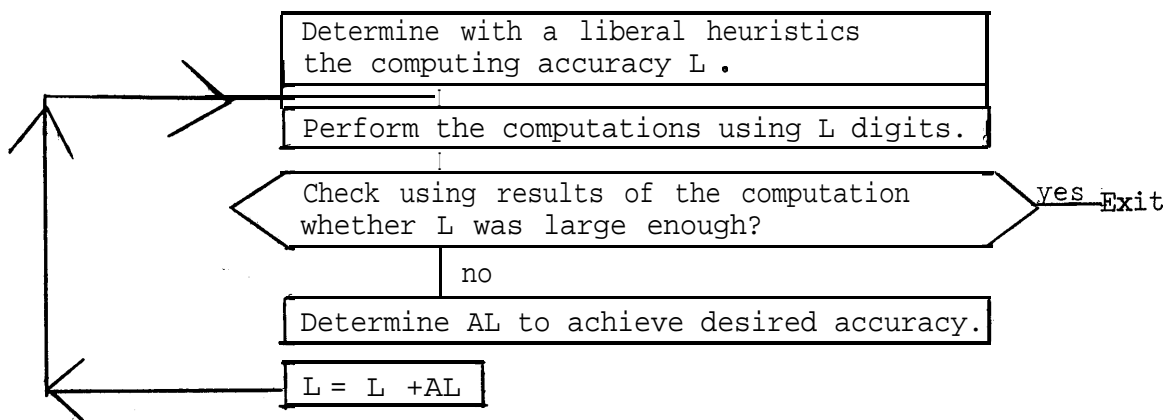 Determine with a liberal heuristics
the computing accuracy L .
Perform the computations using L digits.
Check using results of the computation
whether L was large enough?
yes
Exit
no
Determine AL to achieve desired accuracy.
L = L +AL